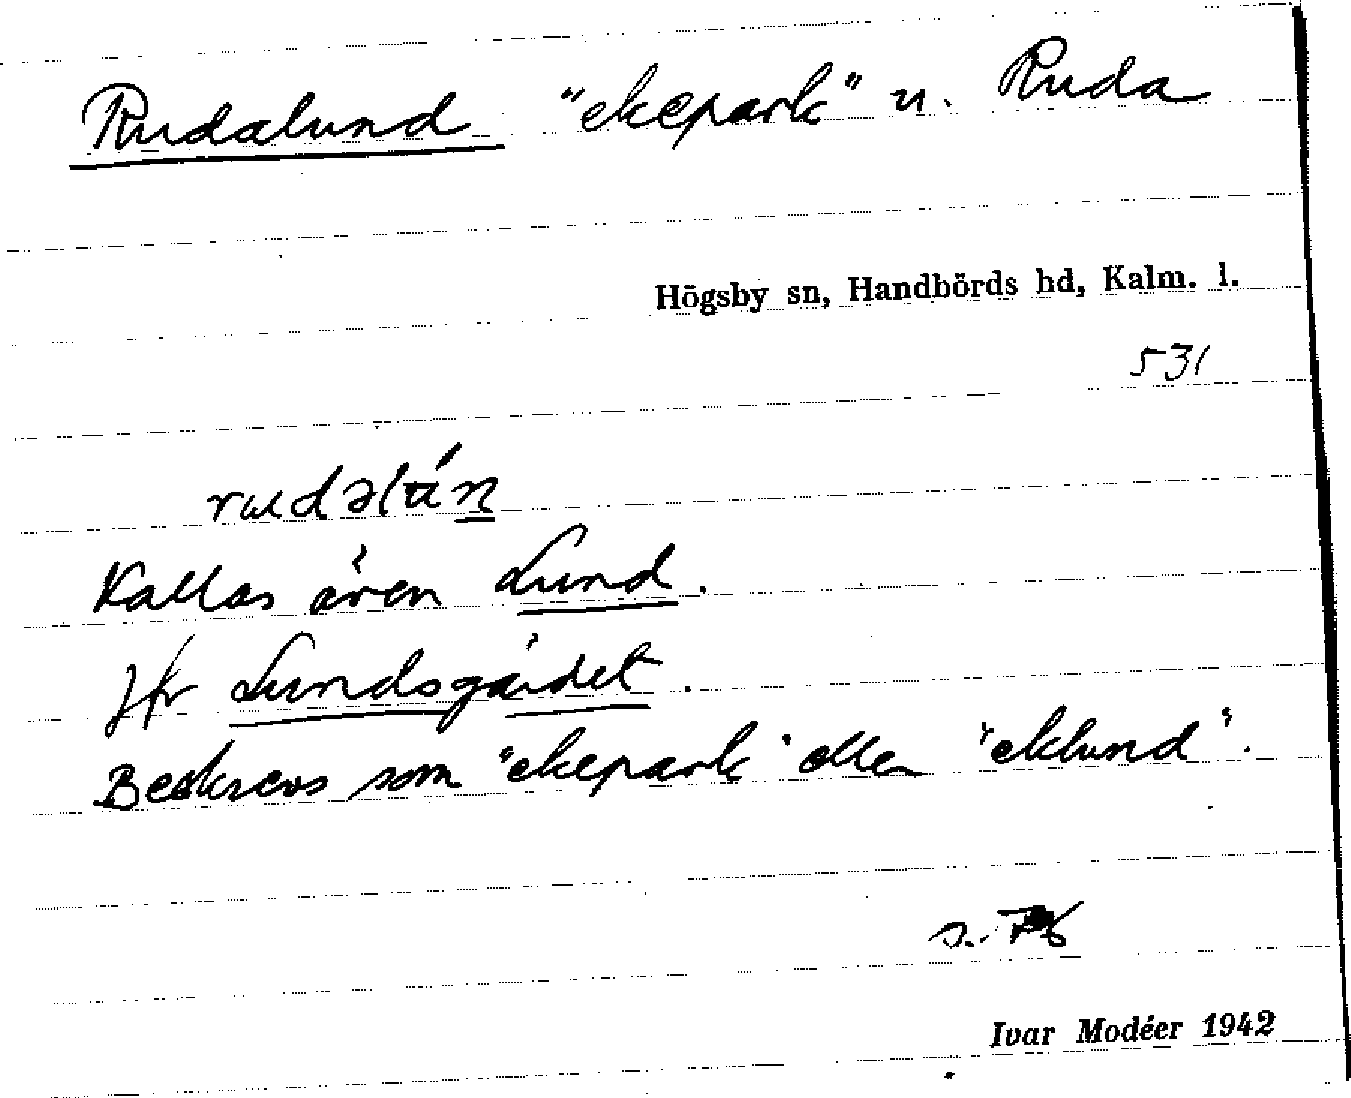 Rudalund "ekepark" u. Ruda
Högsby sn, Handbörds hd, Kalm. l.
531
rudəlún
Kallas även Lund.
Jfr Lundsgärdet.
Beskrevs som "ekepark" eller "eklund".
s.
Ivar Modéer 1942